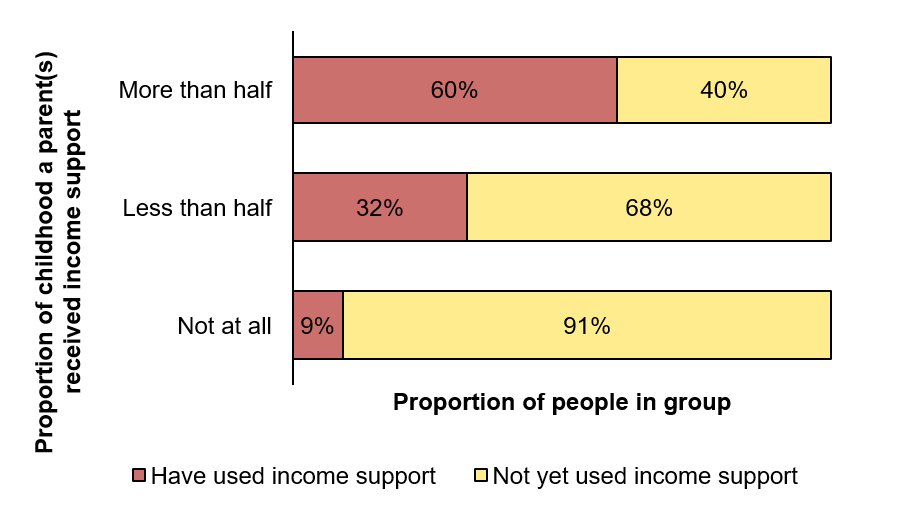 Proportion of childhood a parent(s)
received income support
More than half
60%
40%
Less than half
32%
68%
Not at all
9%
91%
Proportion of people in group
Have used income support
Not yet used income support